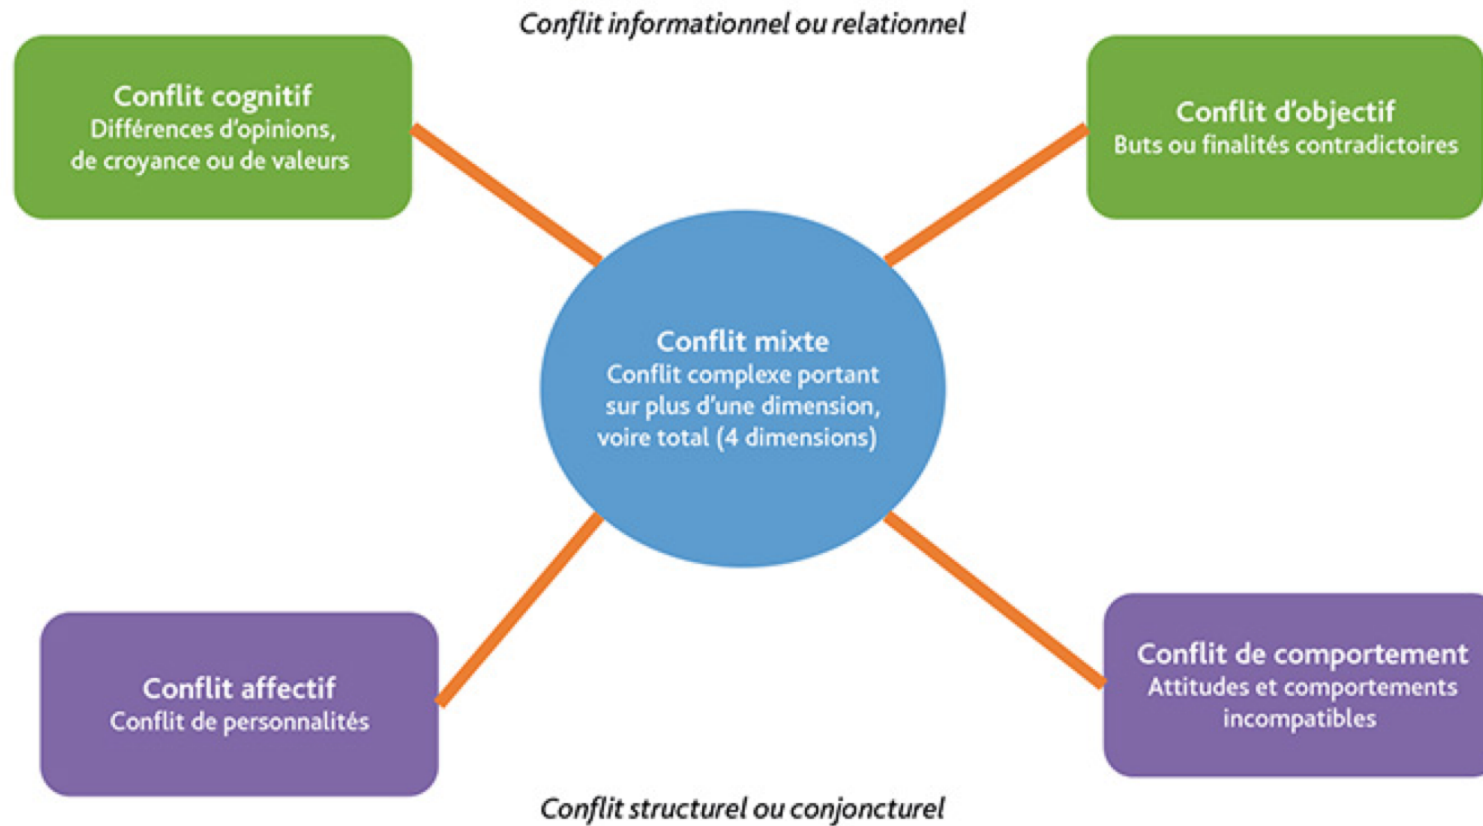 Conflit informationnel ou relationnel
Conflit cognitif
Différences d'opinions,
de croyance ou de valeurs
Conflit d'objectif
Buts ou finalités contradictoires
Conflit mixte
Conflit complexe portant
sur plus d'une dimension,
voire total (4 dimensions)
Conflit affectif
Conflit de personnalités
Conflit de comportement
Attitudes et comportements
incompatibles
Conflit structurel ou conjoncturel